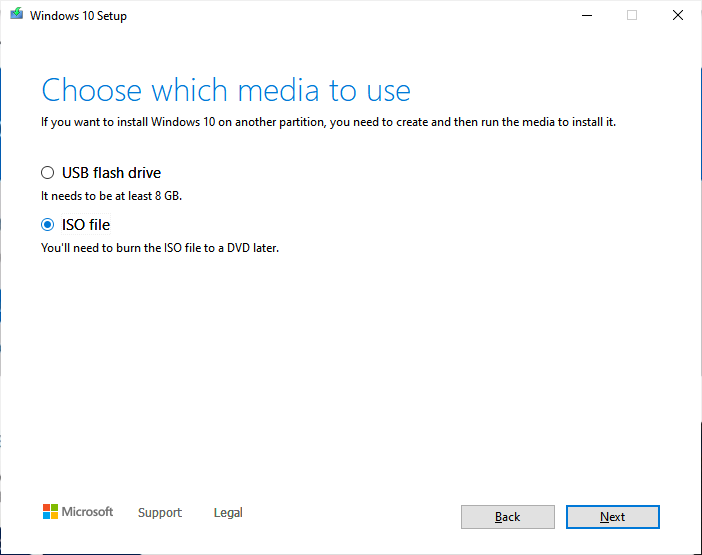 Windows 10 Setup
Choose which media to use
If you want to install Windows 10 on another partition, you need to create and then run the media to install it.
USB flash drive
It needs to be at least 8 GB.
ISO file
You'll need to burn the ISO file to a DVD later.
Microsoft Support Legal Back Next